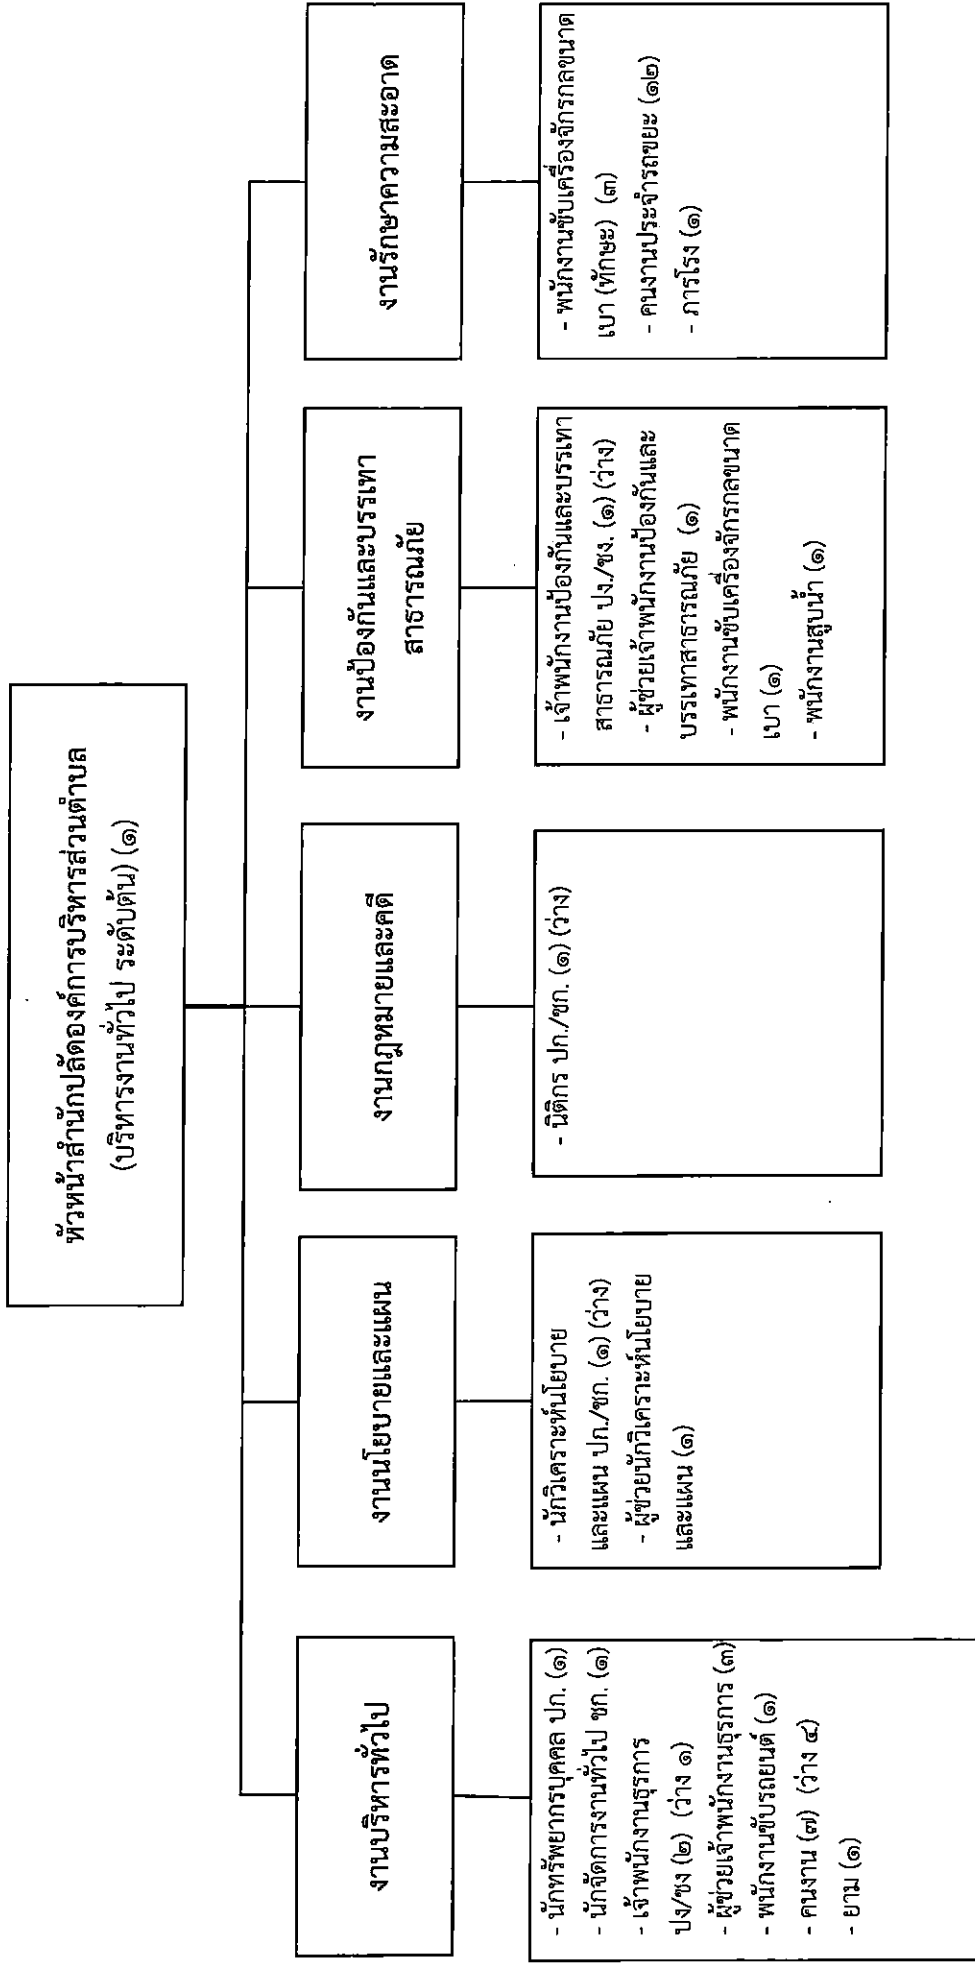 หัวหน้าสำนักปลัดองค์การบริหารส่วนตำบล
(บริหารงานทั่วไป ระดับต้น) (๑)
งานบริหารทั่วไป
- นักทรัพยากรบุคคล ปก. (๑)
- นักจัดการงานทั่วไป ชก. (๑)
- เจ้าพนักงานธุรการ
ปง/ชง (๒) (ว่าง ๑)
- ผู้ช่วยเจ้าพนักงานธุรการ (๓)
- พนักงานขับรถยนต์ (๑)
- คนงาน (๗) (ว่าง ๔)
- ยาม (๑)
งานนโยบายและแผน
- นักวิเคราะห์นโยบาย
และแผน ปก./ชก. (๑) (ว่าง)
- ผู้ช่วยนักวิเคราะห์นโยบาย
และแผน (๑)
งานกฎหมายและคดี
- นิติกร ปก./ชก. (๑) (ว่าง)
งานป้องกันและบรรเทา
สาธารณภัย
- เจ้าพนักงานป้องกันและบรรเทา
สาธารณภัย ปง./ชง. (๑) (ว่าง)
- ผู้ช่วยเจ้าพนักงานป้องกันและ
บรรเทาสาธารณภัย (๑)
- พนักงานขับเครื่องจักรกลขนาด
เบา (๑)
- พนักงานสูบน้ำ (๑)
งานรักษาความสะอาด
- พนักงานขับเครื่องจักรกลขนาด
เบา (ทักษะ) (๓)
- คนงานประจำรถขยะ (๑๒)
- ภารโรง (๑)